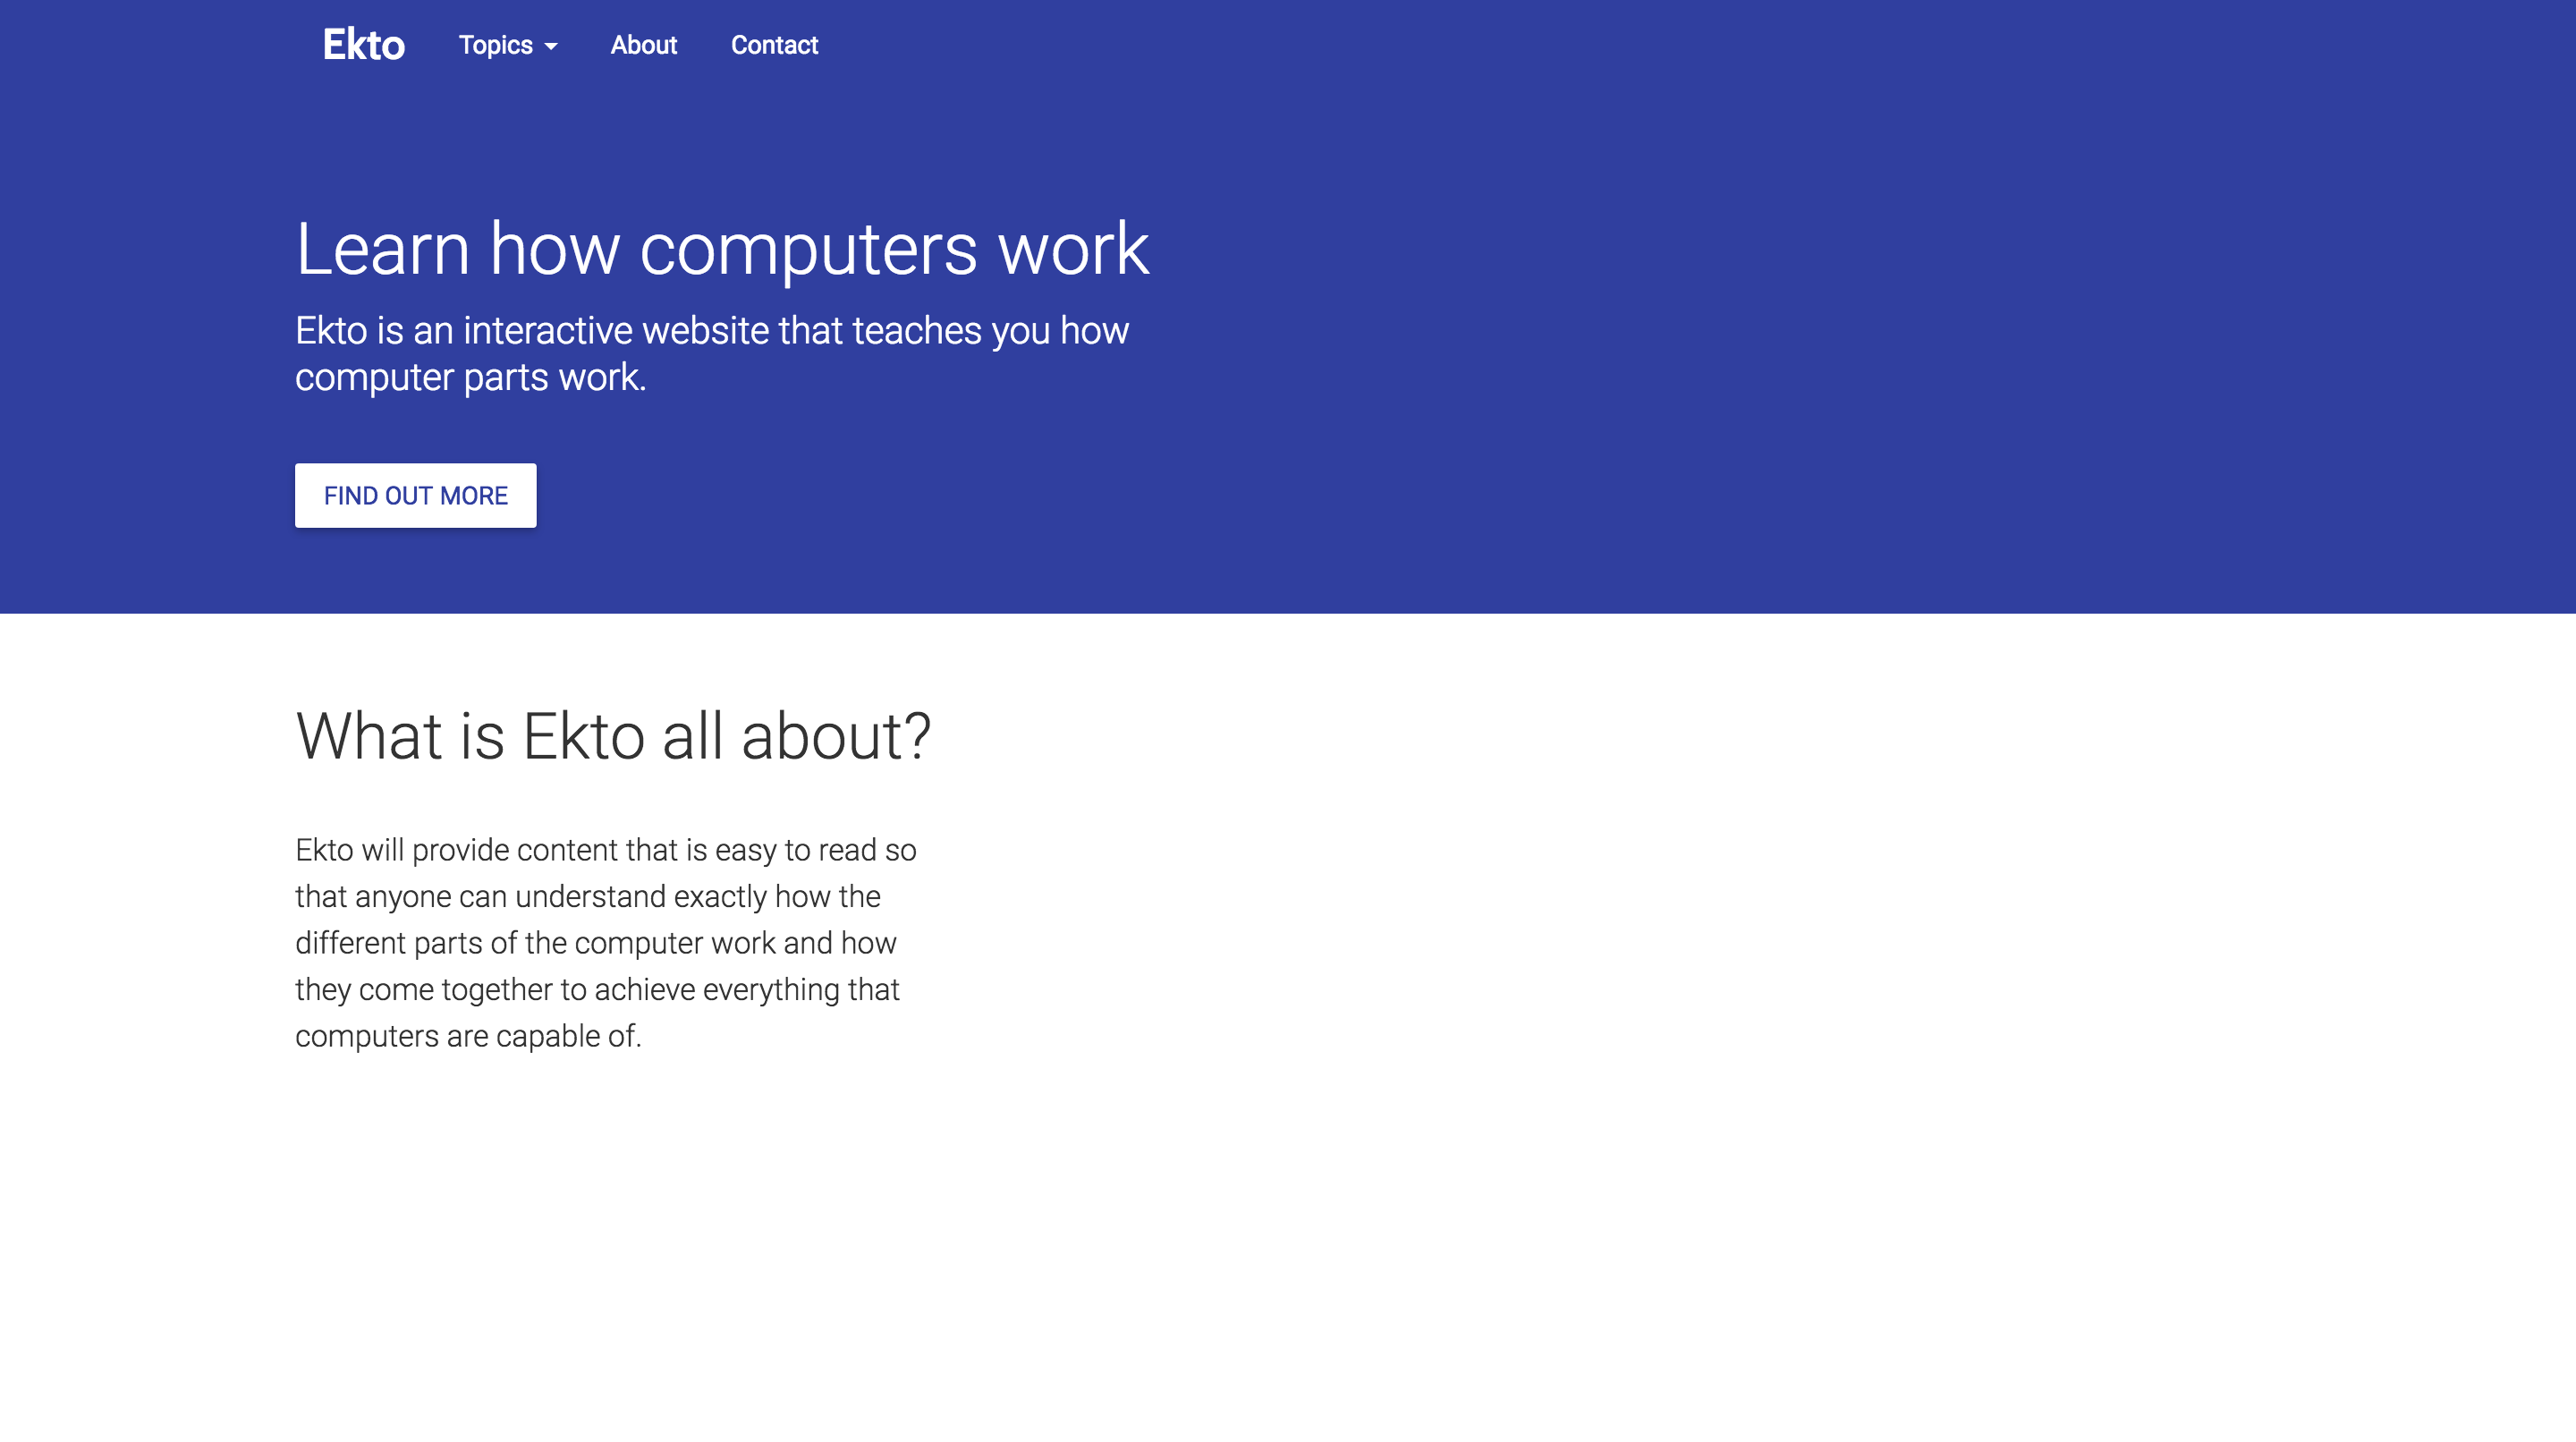 Ekto Topics About Contact
Learn how computers work
Ekto is an interactive website that teaches you how
computer parts work.
FIND OUT MORE
What is Ekto all about?
Ekto will provide content that is easy to read so
that anyone can understand exactly how the
different parts of the computer work and how
they come together to achieve everything that
computers are capable of.